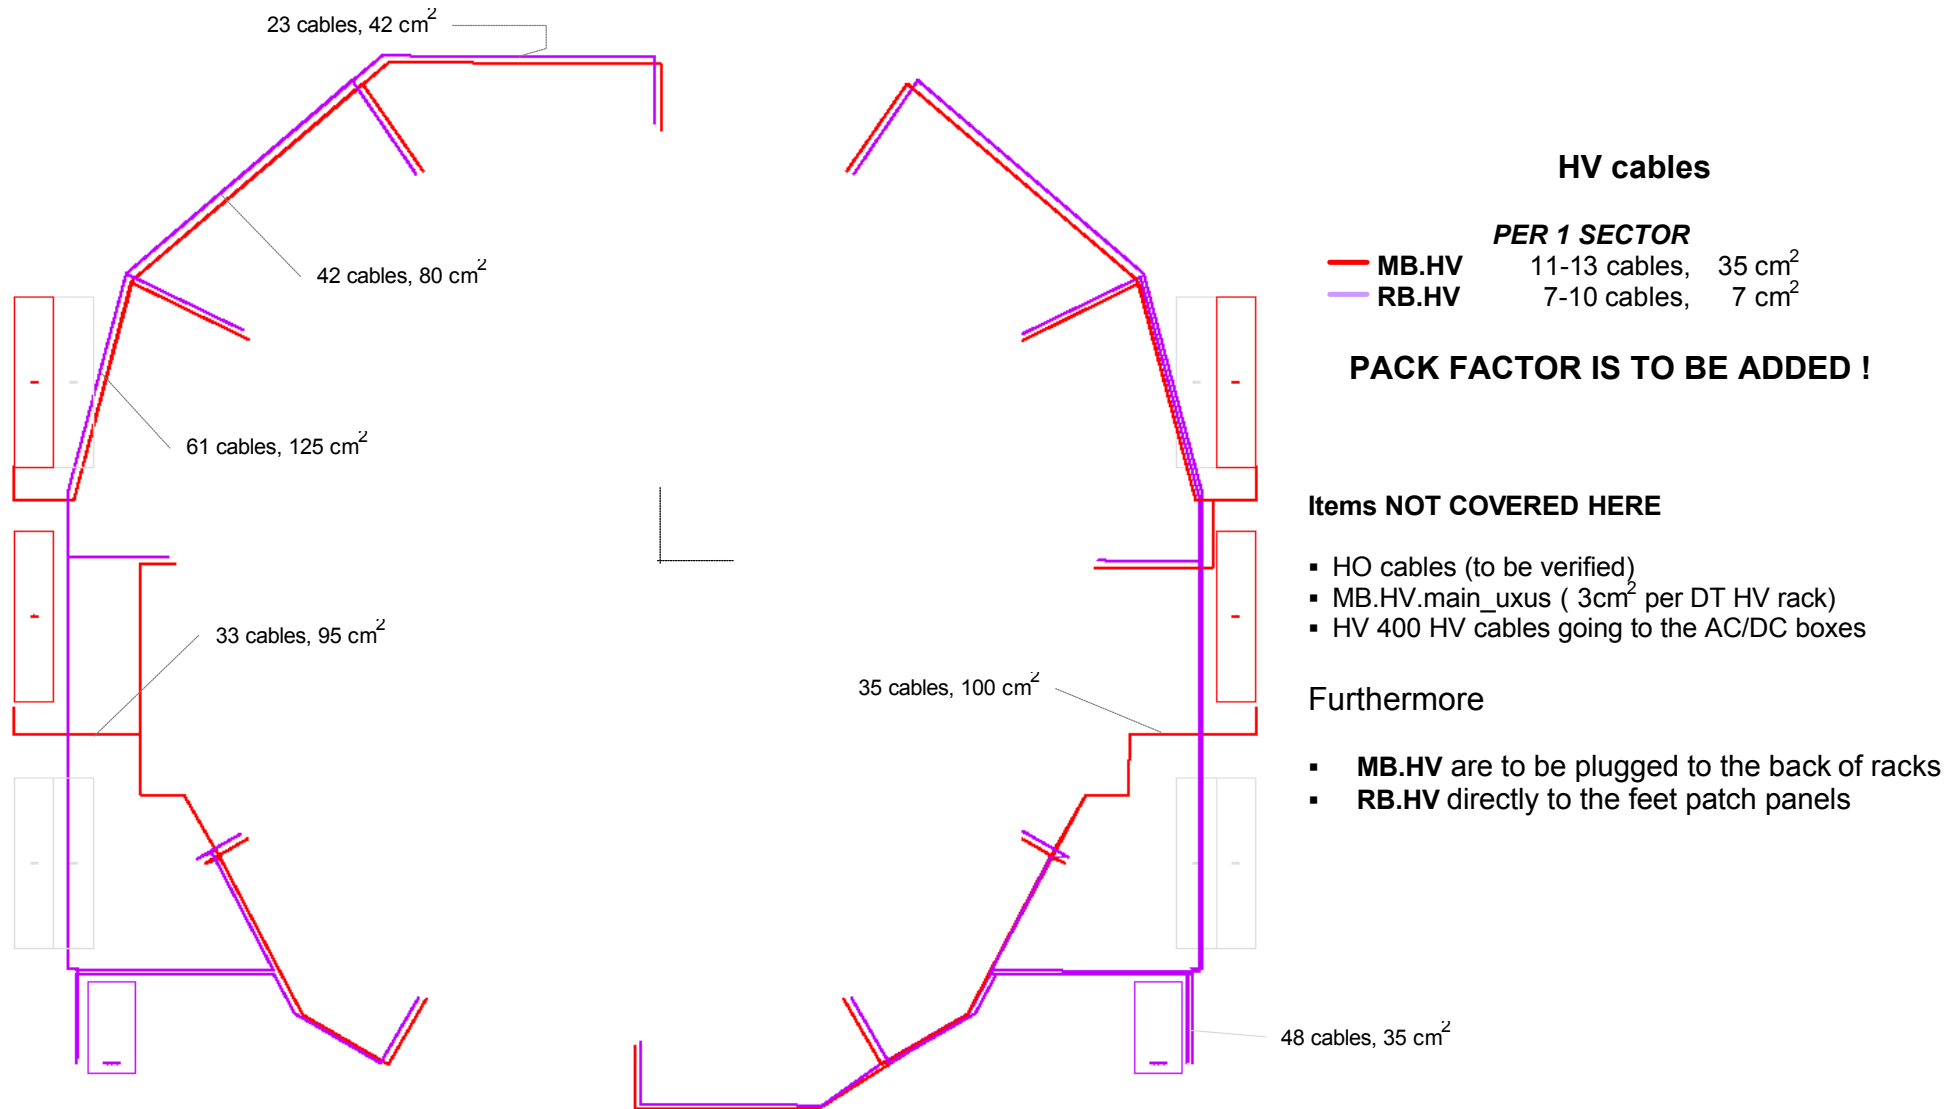 23 cables, 42 cm²
42 cables, 80 cm²
61 cables, 125 cm²
33 cables, 95 cm²
35 cables, 100 cm²
48 cables, 35 cm²
HV cables
PER 1 SECTOR
MB.HV 11-13 cables, 35 cm²
RB.HV 7-10 cables, 7 cm²
PACK FACTOR IS TO BE ADDED !
Items NOT COVERED HERE
▪ HO cables (to be verified)
▪ MB.HV.main_uxus ( 3cm² per DT HV rack)
▪ HV 400 HV cables going to the AC/DC boxes
Furthermore
▪ MB.HV are to be plugged to the back of racks
▪ RB.HV directly to the feet patch panels